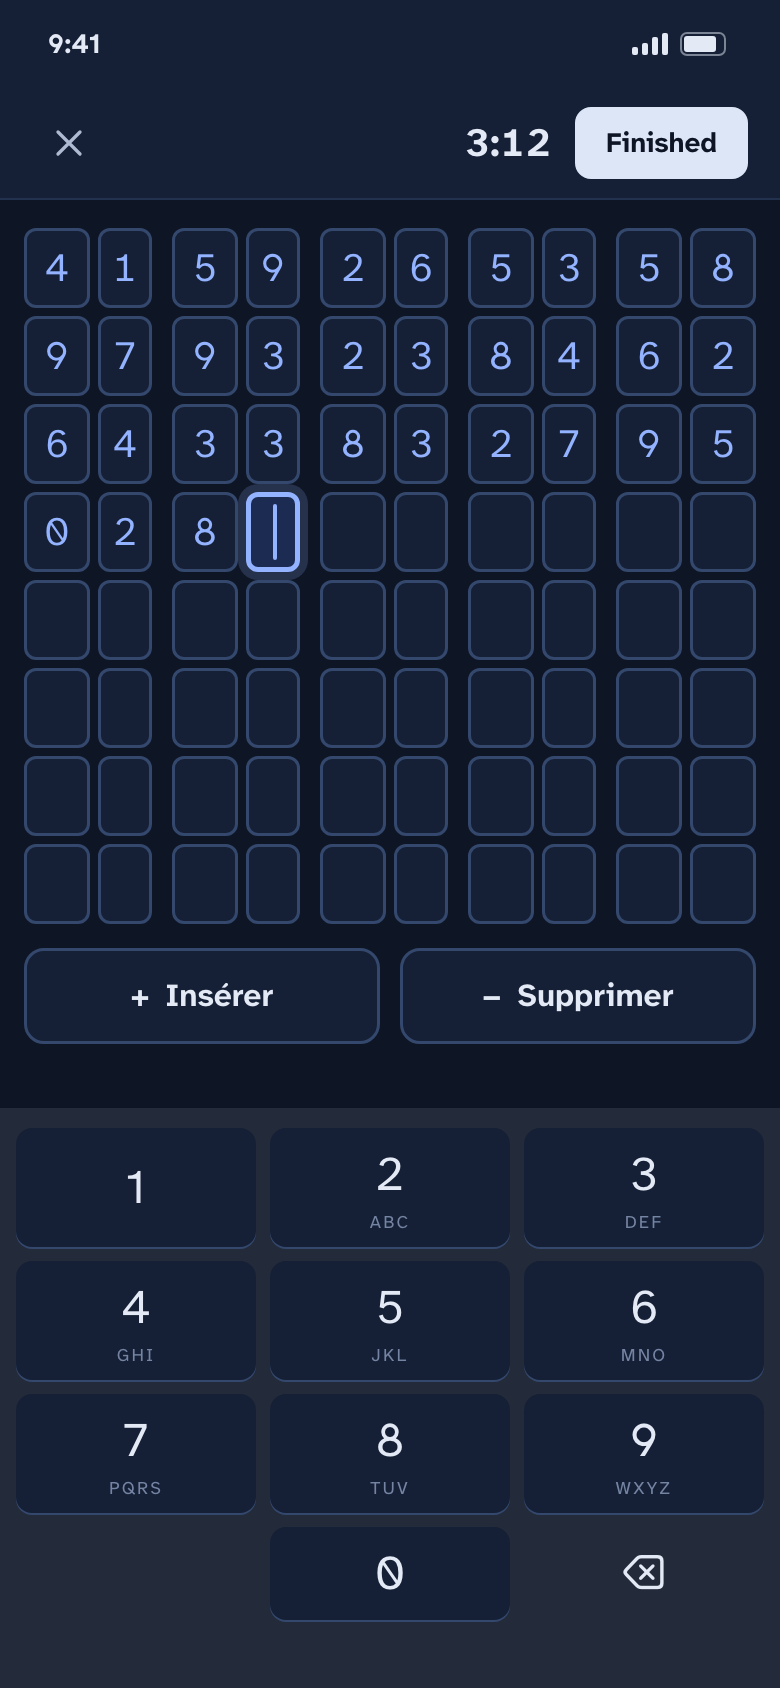 9:41
3:12 Finished
4 1 5 9 2 6 5 3 5 8
9 7 9 3 2 3 8 4 6 2
6 4 3 3 8 3 2 7 9 5
0 2 8
+ Insérer – Supprimer
1 2 3
ABC DEF
4 5 6
GHI JKL MNO
7 8 9
PQRS TUV WXYZ
0